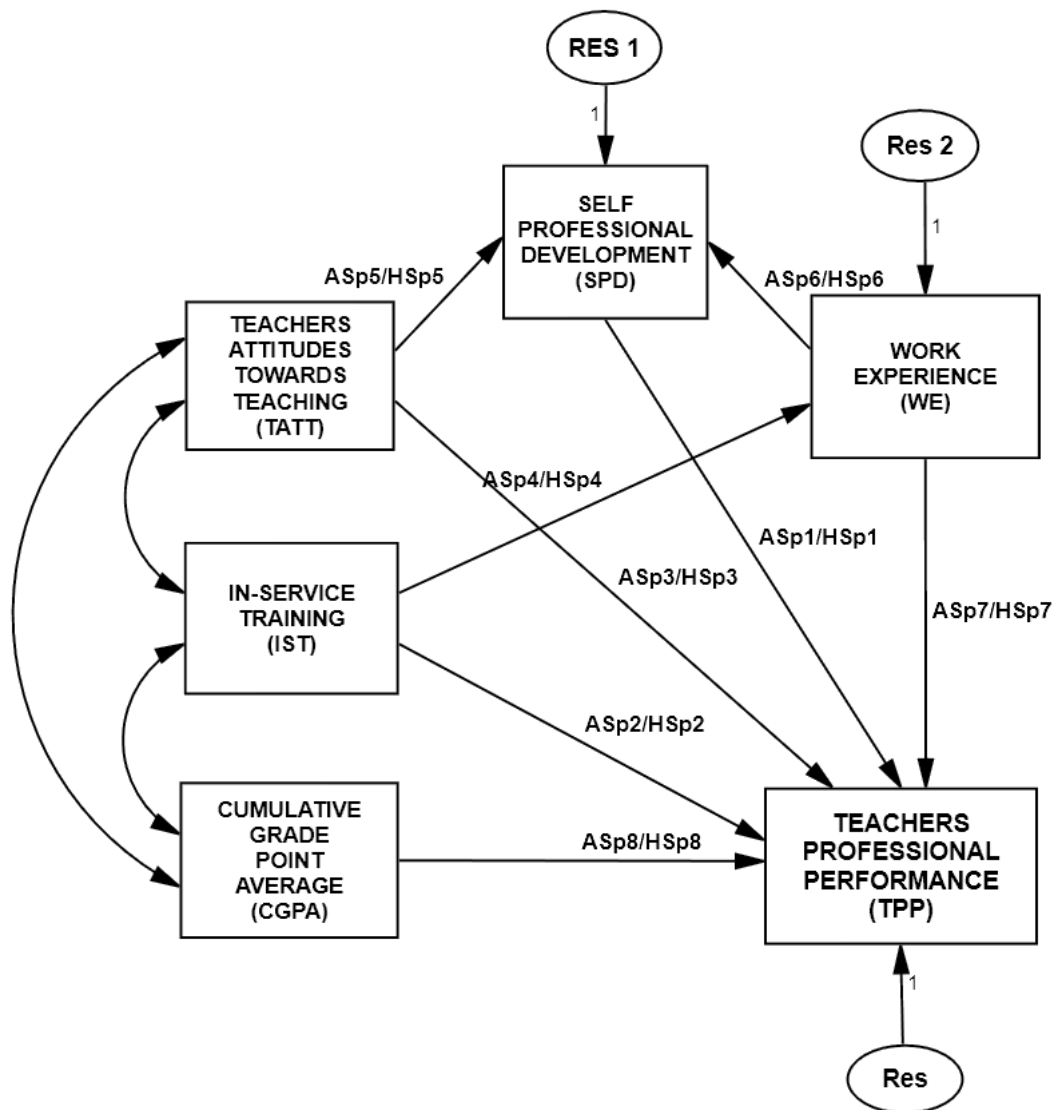 RES 1
1
Res 2
1
SELF
PROFESSIONAL
DEVELOPMENT
(SPD)
ASp5/HSp5
ASp6/HSp6
TEACHERS
ATTITUDES
TOWARDS
TEACHING
(TATT)
WORK
EXPERIENCE
(WE)
ASp4/HSp4
ASp1/HSp1
ASp3/HSp3
IN-SERVICE
TRAINING
(IST)
ASp7/HSp7
ASp2/HSp2
CUMULATIVE
GRADE
POINT
AVERAGE
(CGPA)
ASp8/HSp8
TEACHERS
PROFESSIONAL
PERFORMANCE
(TPP)
1
Res